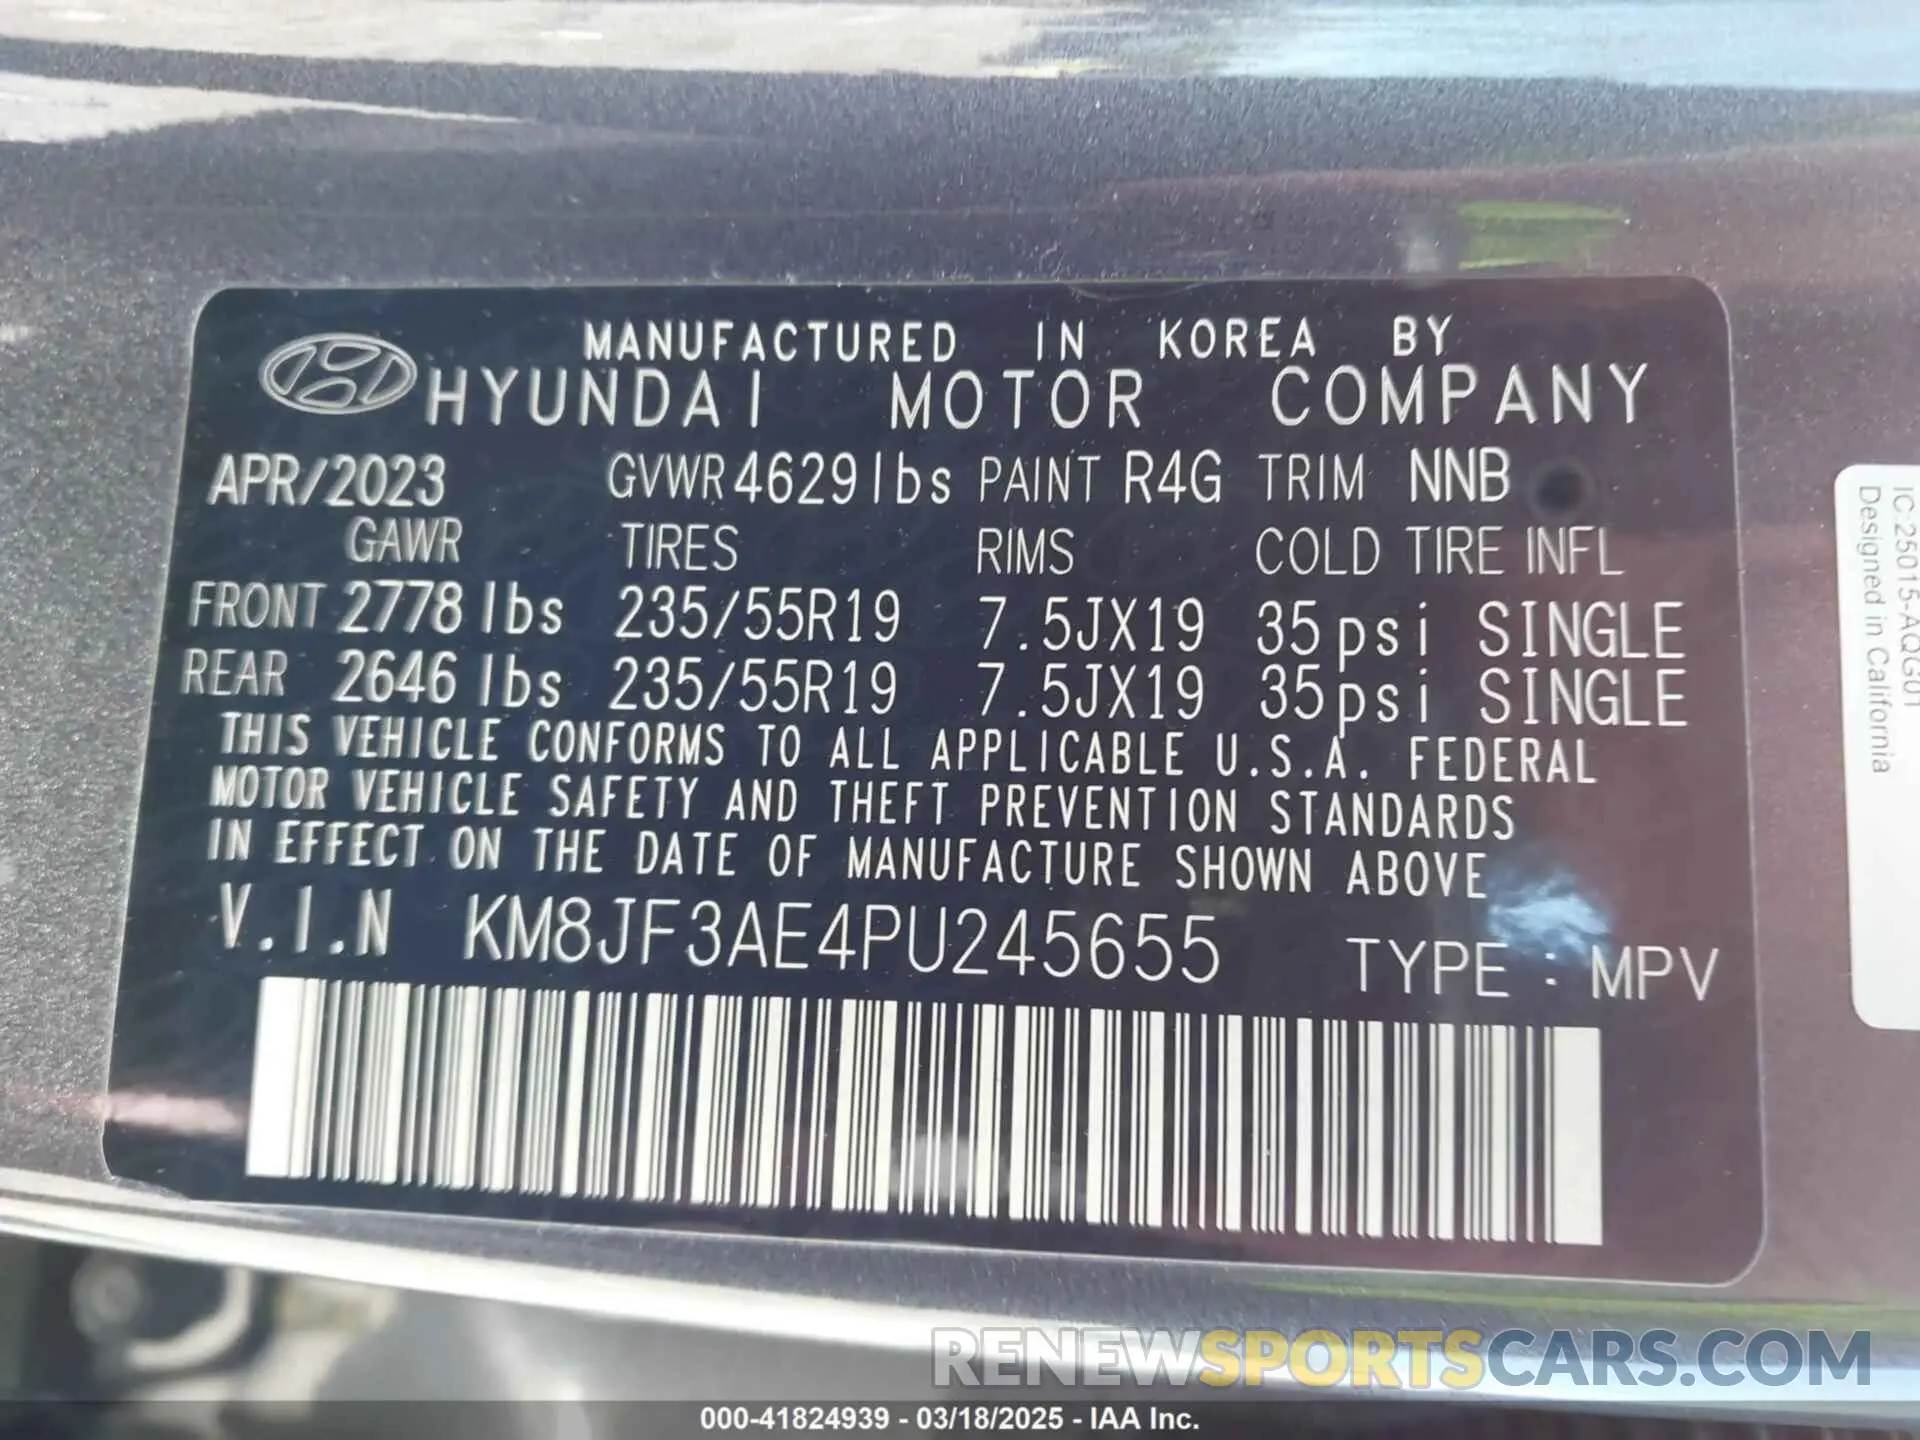 MANUFACTURED IN KOREA BY
HYUNDAI MOTOR COMPANY
APR/2023 GVWR 4629 lbs PAINT R4G TRIM NNB
GAWR TIRES RIMS COLD TIRE INFL
FRONT 2778 lbs 235/55R19 7.5JX19 35psi SINGLE
REAR 2646 lbs 235/55R19 7.5JX19 35psi SINGLE
THIS VEHICLE CONFORMS TO ALL APPLICABLE U.S.A. FEDERAL
MOTOR VEHICLE SAFETY AND THEFT PREVENTION STANDARDS
IN EFFECT ON THE DATE OF MANUFACTURE SHOWN ABOVE
V.I.N KM8JF3AE4PU245655 TYPE : MPV
IC 25015-AQG01
Designed in California
RENEWSPORTSCARS.COM
000-41824939 - 03/18/2025 - IAA Inc.